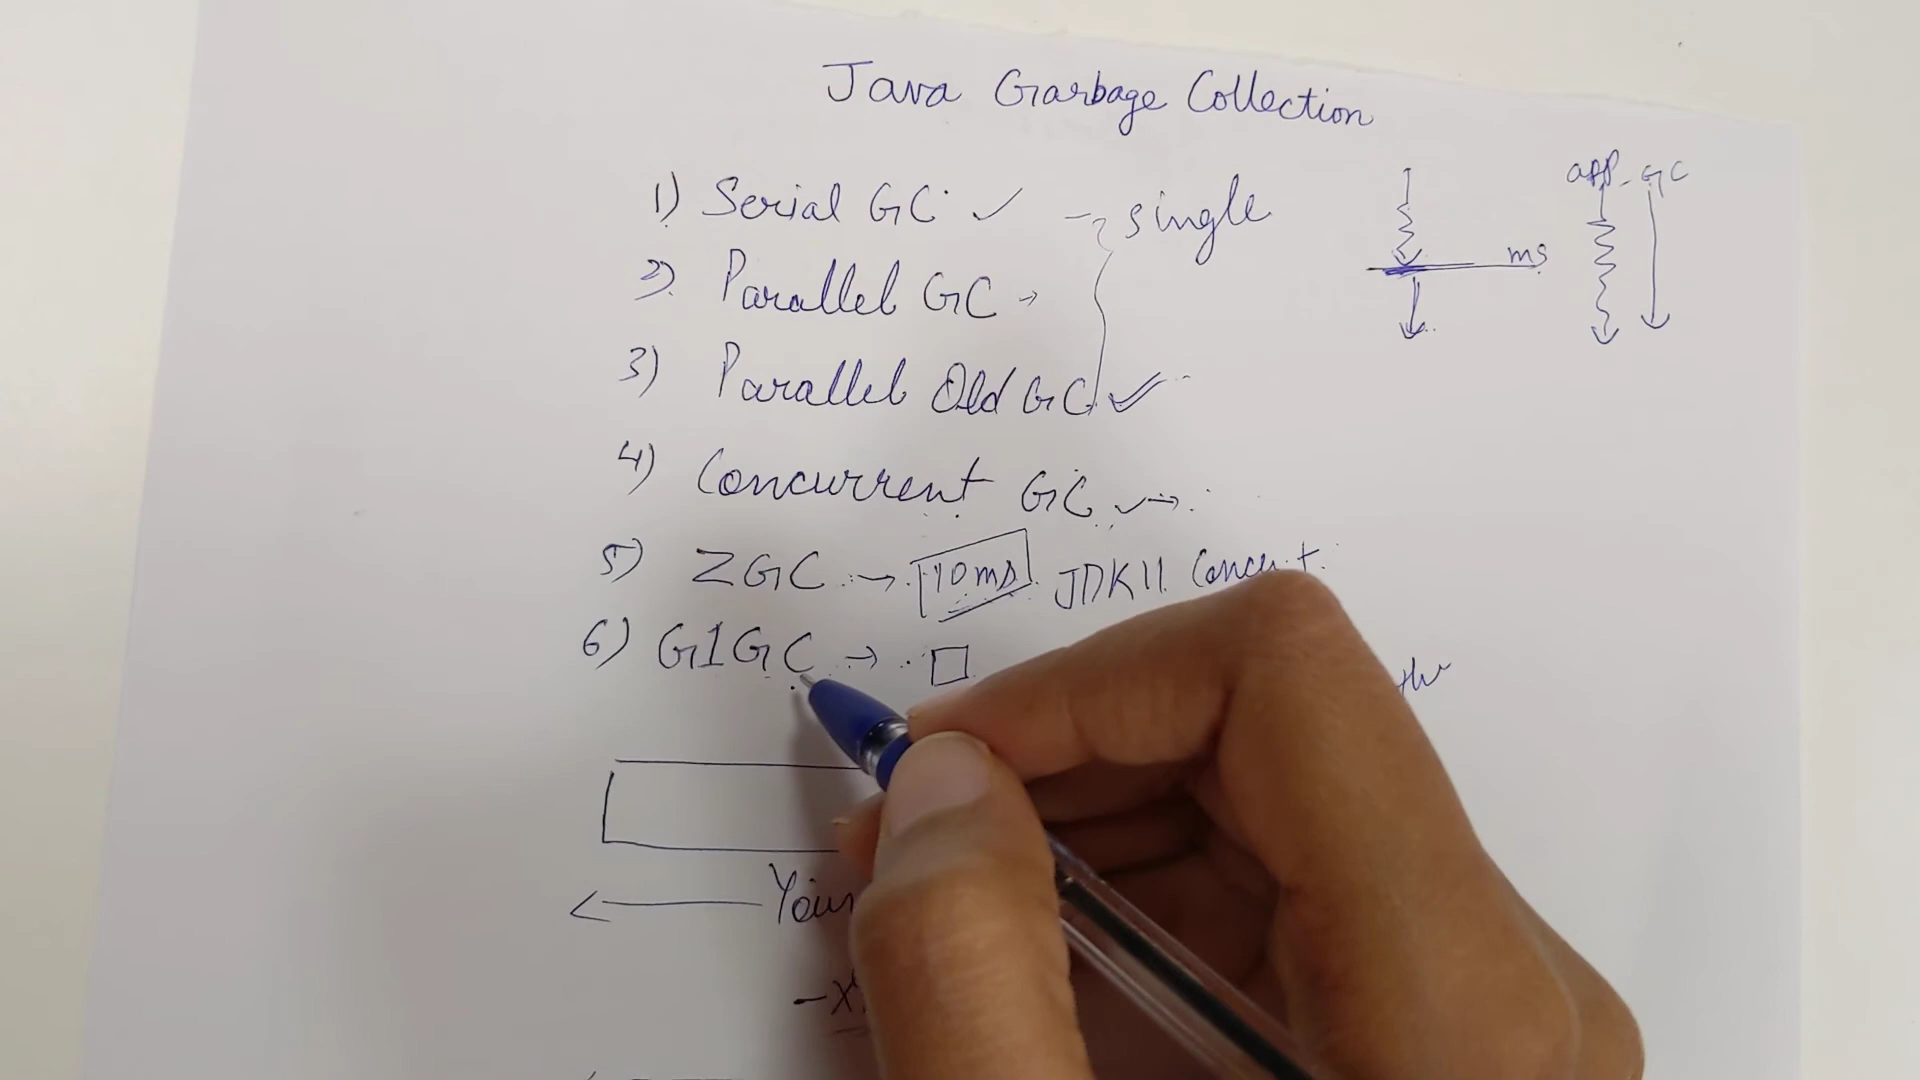 Java Garbage Collection
app GC
1) Serial GC ✓ - single
ms
2) Parallel GC →
3) Parallel Old GC ✓
4) Concurrent GC ✓ →
5) ZGC → 10ms JDK11
6) G1GC →